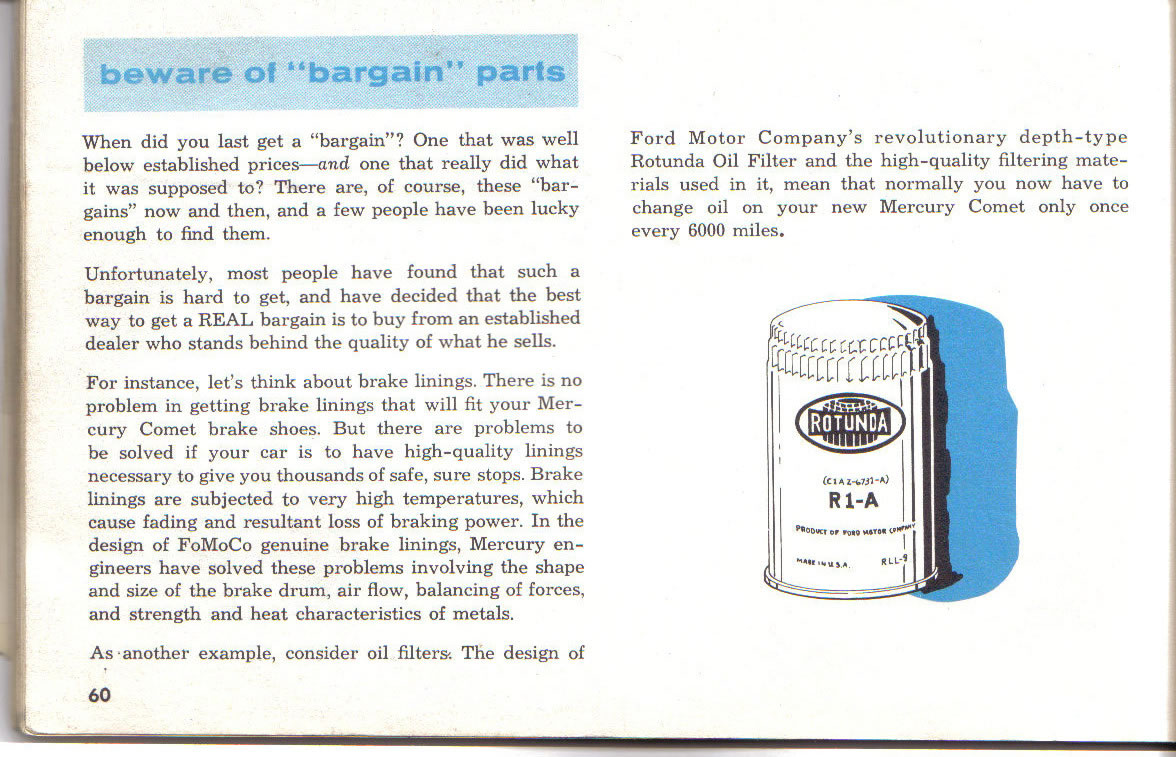 beware of “bargain” parts
When did you last get a “bargain”? One that was well
below established prices—and one that really did what
it was supposed to? There are, of course, these “bar-
gains” now and then, and a few people have been lucky
enough to find them.
Unfortunately, most people have found that such a
bargain is hard to get, and have decided that the best
way to get a REAL bargain is to buy from an established
dealer who stands behind the quality of what he sells.
For instance, let’s think about brake linings. There is no
problem in getting brake linings that will fit your Mer-
cury Comet brake shoes. But there are problems to
be solved if your car is to have high-quality linings
necessary to give you thousands of safe, sure stops. Brake
linings are subjected to very high temperatures, which
cause fading and resultant loss of braking power. In the
design of FoMoCo genuine brake linings, Mercury en-
gineers have solved these problems involving the shape
and size of the brake drum, air flow, balancing of forces,
and strength and heat characteristics of metals.
As another example, consider oil filters. The design of
60
Ford Motor Company’s revolutionary depth-type
Rotunda Oil Filter and the high-quality filtering mate-
rials used in it, mean that normally you now have to
change oil on your new Mercury Comet only once
every 6000 miles.
ROTUNDA
(C1AZ-6731-A)
R1-A
PRODUCT OF FORD MOTOR COMPANY
MADE IN U.S.A.
RLL-9